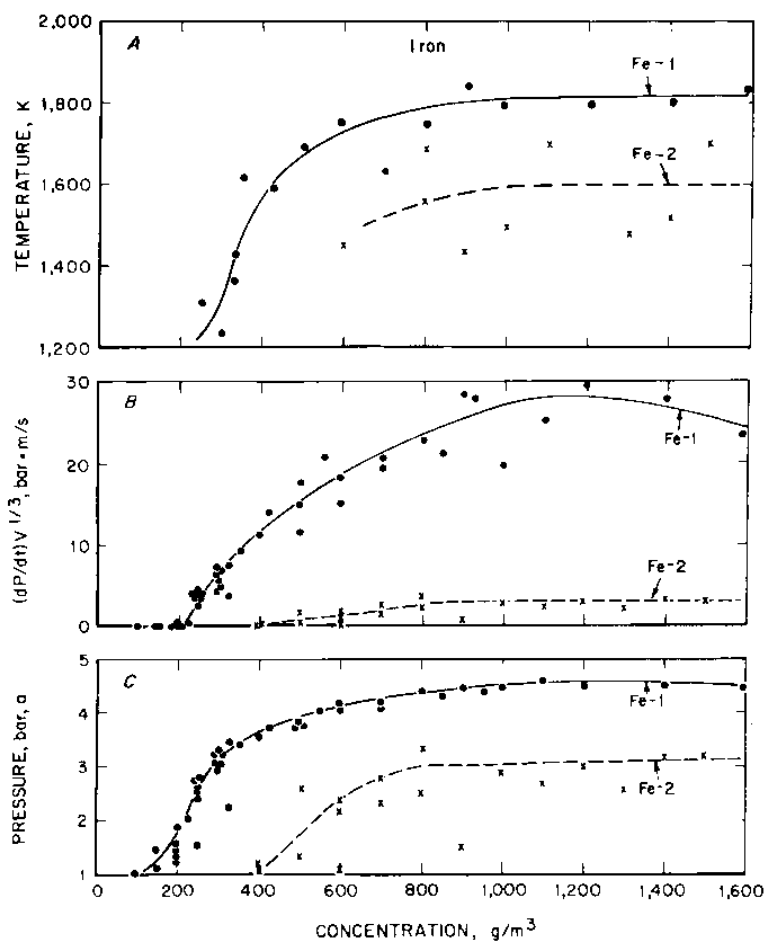 2,000
A
Iron
Fe-1
1,800
Fe-2
1,600
1,400
1,200
TEMPERATURE, K
30
B
Fe-1
20
10
Fe-2
0
(dP/dt)V 1/3, bar • m/s
5
C
4
Fe-1
3
Fe-2
2
1
PRESSURE, bar, a
0 200 400 600 800 1,000 1,200 1,400 1,600
CONCENTRATION, g/m3